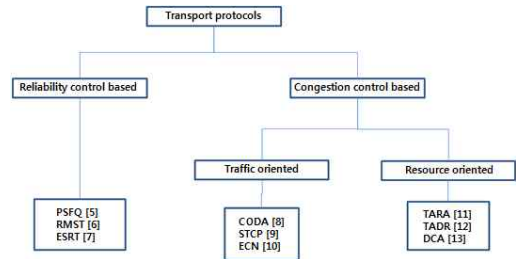 Transport protocols
Reliability control based
Congestion control based
Traffic oriented
Resource oriented
PSFQ [5]
RMST [6]
ESRT [7]
CODA [8]
STCP [9]
ECN [10]
TARA [11]
TADR [12]
DCA [13]